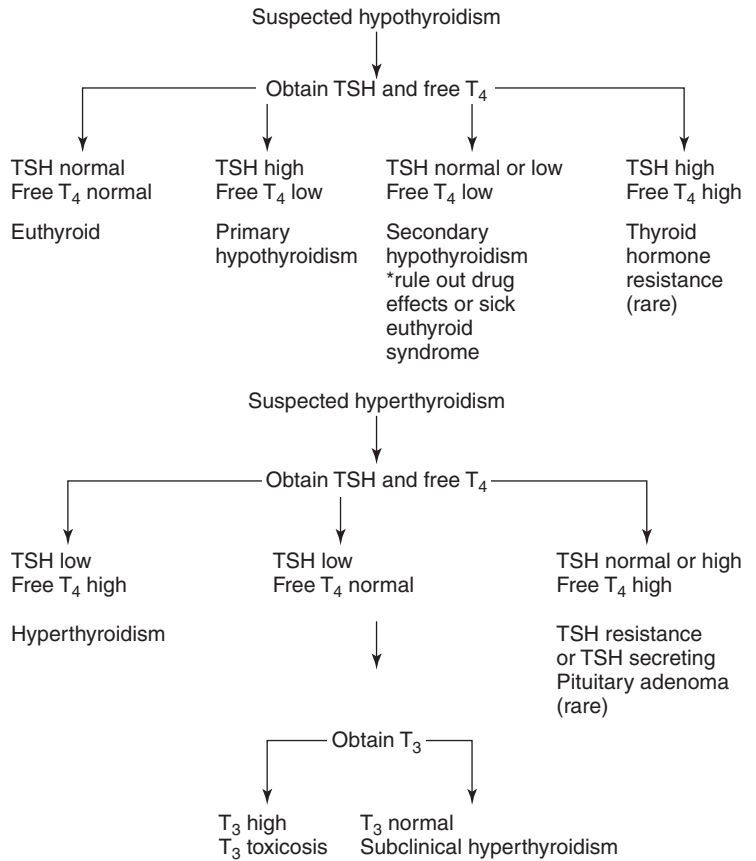 Suspected hypothyroidism
Obtain TSH and free T₄
TSH normal
Free T₄ normal
Euthyroid
TSH high
Free T₄ low
Primary
hypothyroidism
TSH normal or low
Free T₄ low
Secondary
hypothyoidism
*rule out drug
effects or sick
euthyroid
syndrome
TSH high
Free T₄ high
Thyroid
hormone
resistance
(rare)
Suspected hyperthyroidism
Obtain TSH and free T₄
TSH low
Free T₄ high
Hyperthyroidism
TSH low
Free T₄ normal
TSH normal or high
Free T₄ high
TSH resistance
or TSH secreting
Pituitary adenoma
(rare)
Obtain T₃
T₃ high
T₃ toxicosis
T₃ normal
Subclinical hyperthyroidism